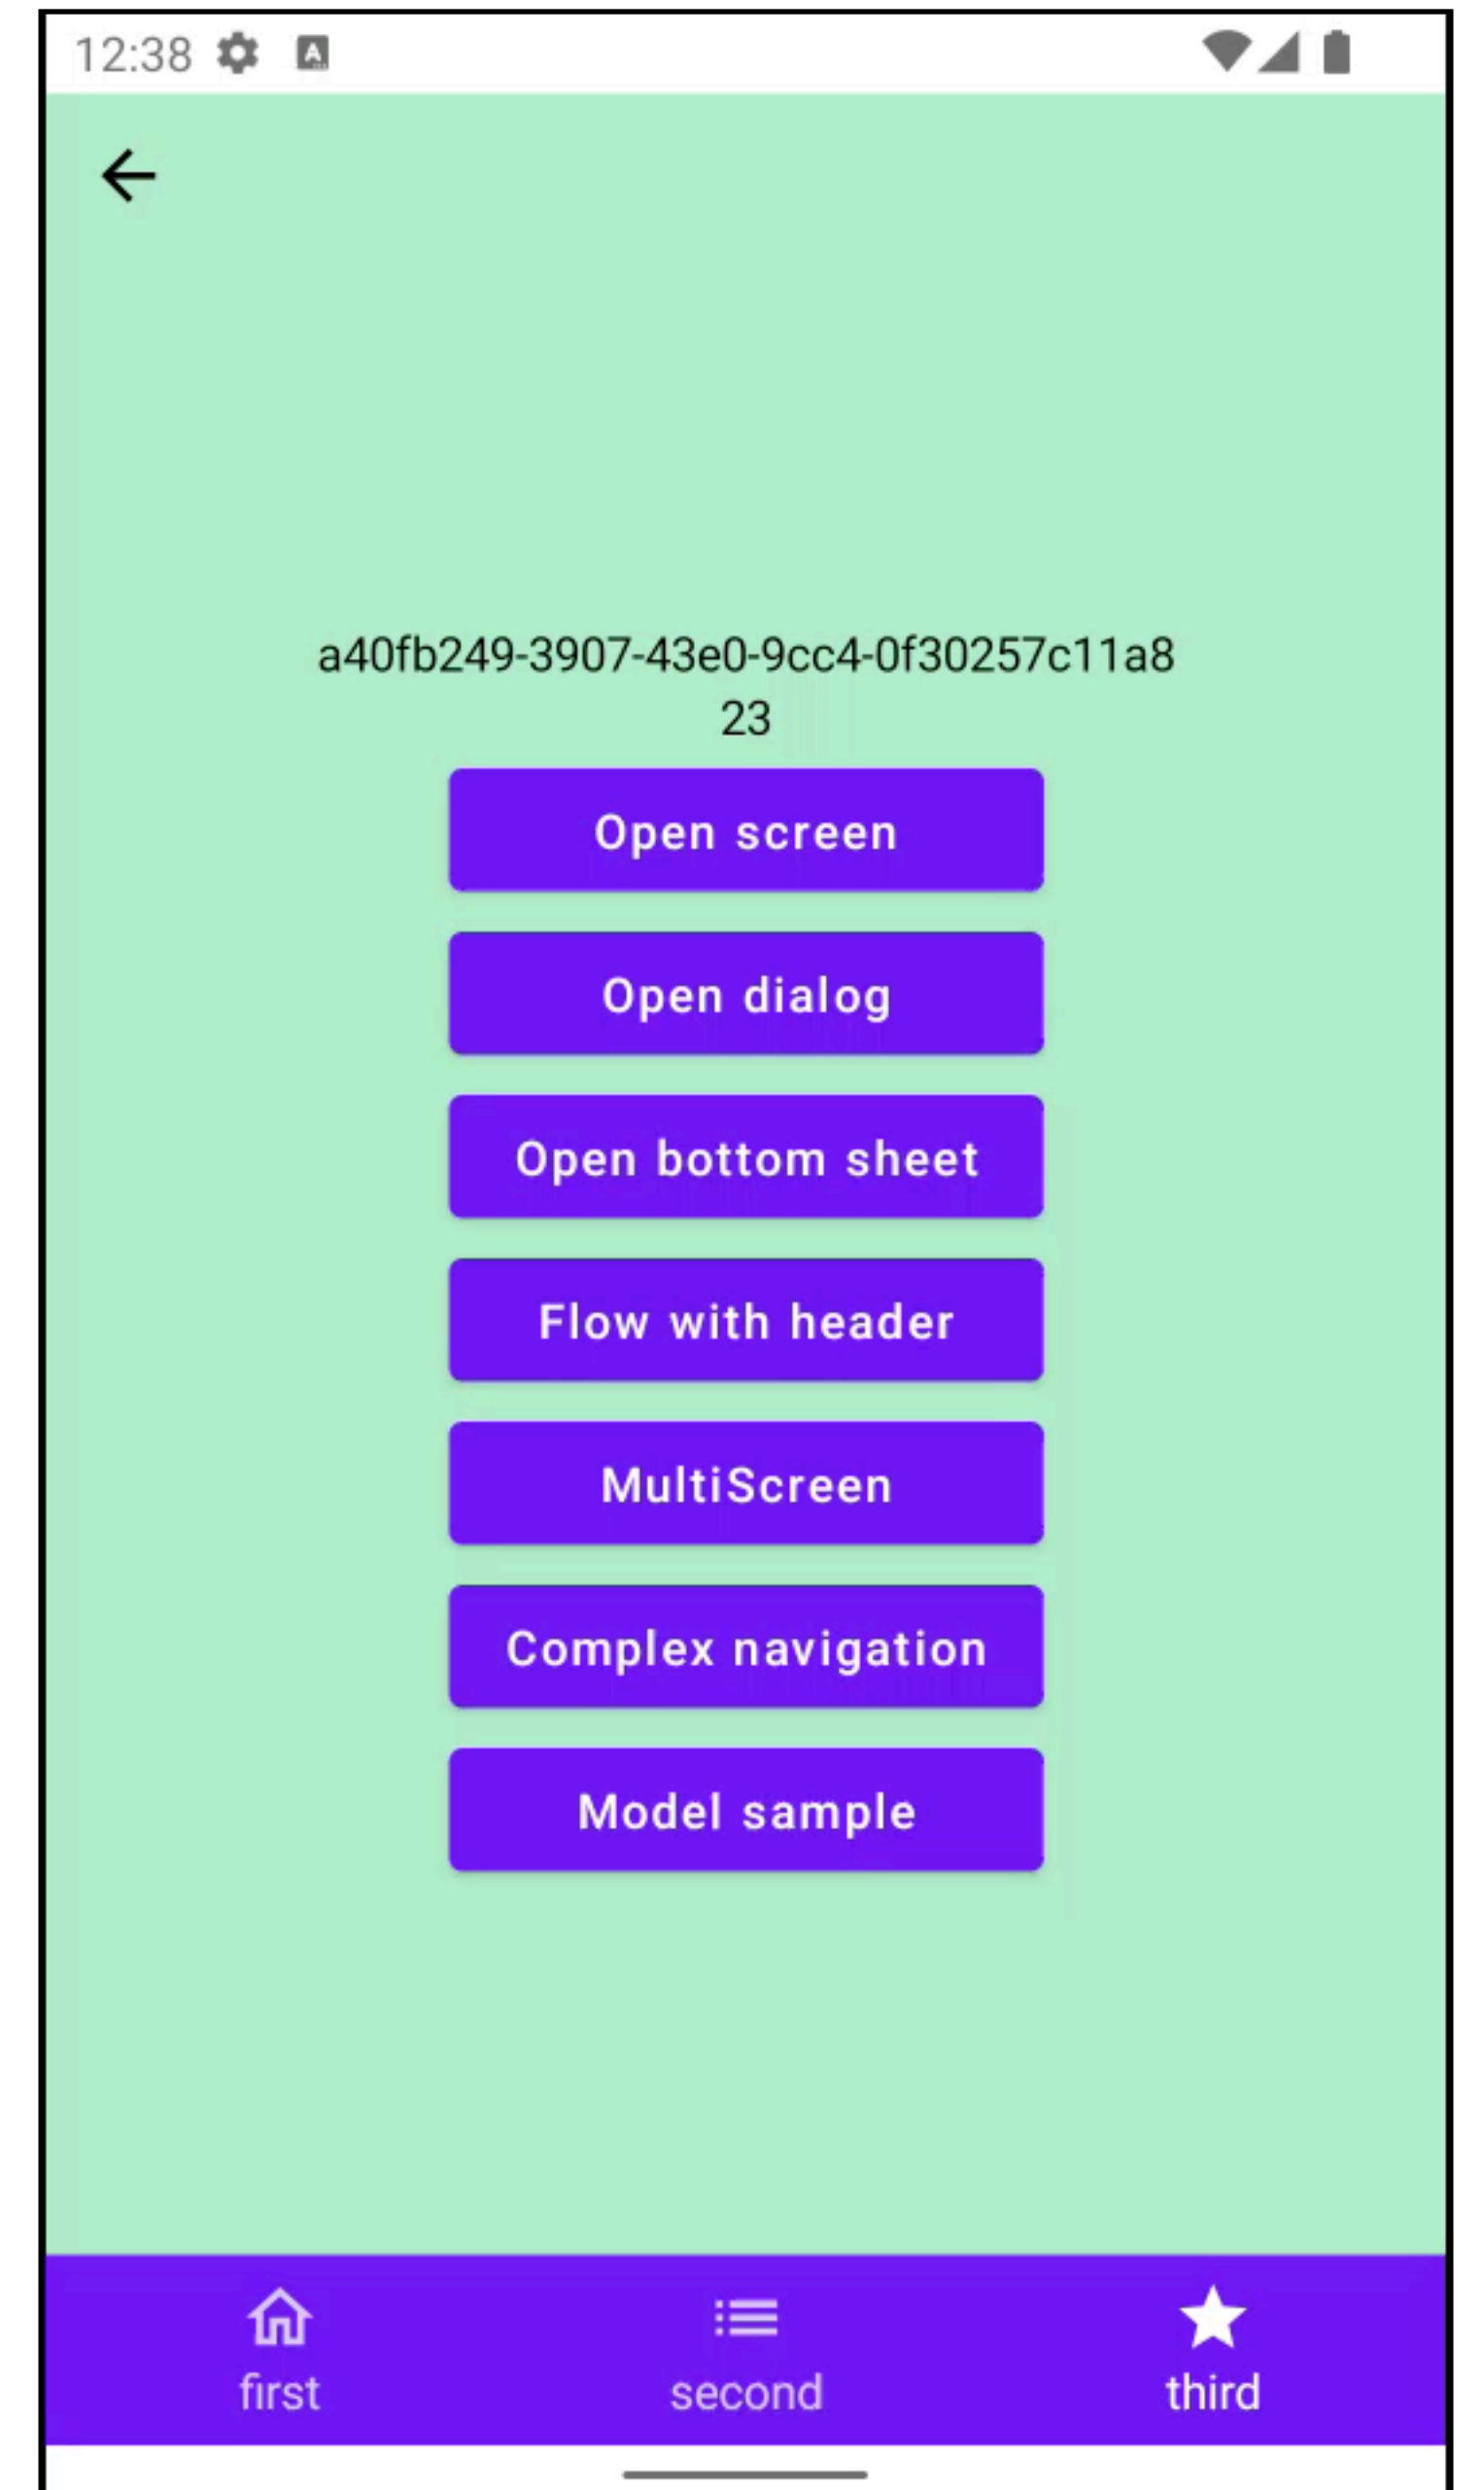 12:38
a40fb249-3907-43e0-9cc4-0f30257c11a8
23
Open screen
Open dialog
Open bottom sheet
Flow with header
MultiScreen
Complex navigation
Model sample
first second third